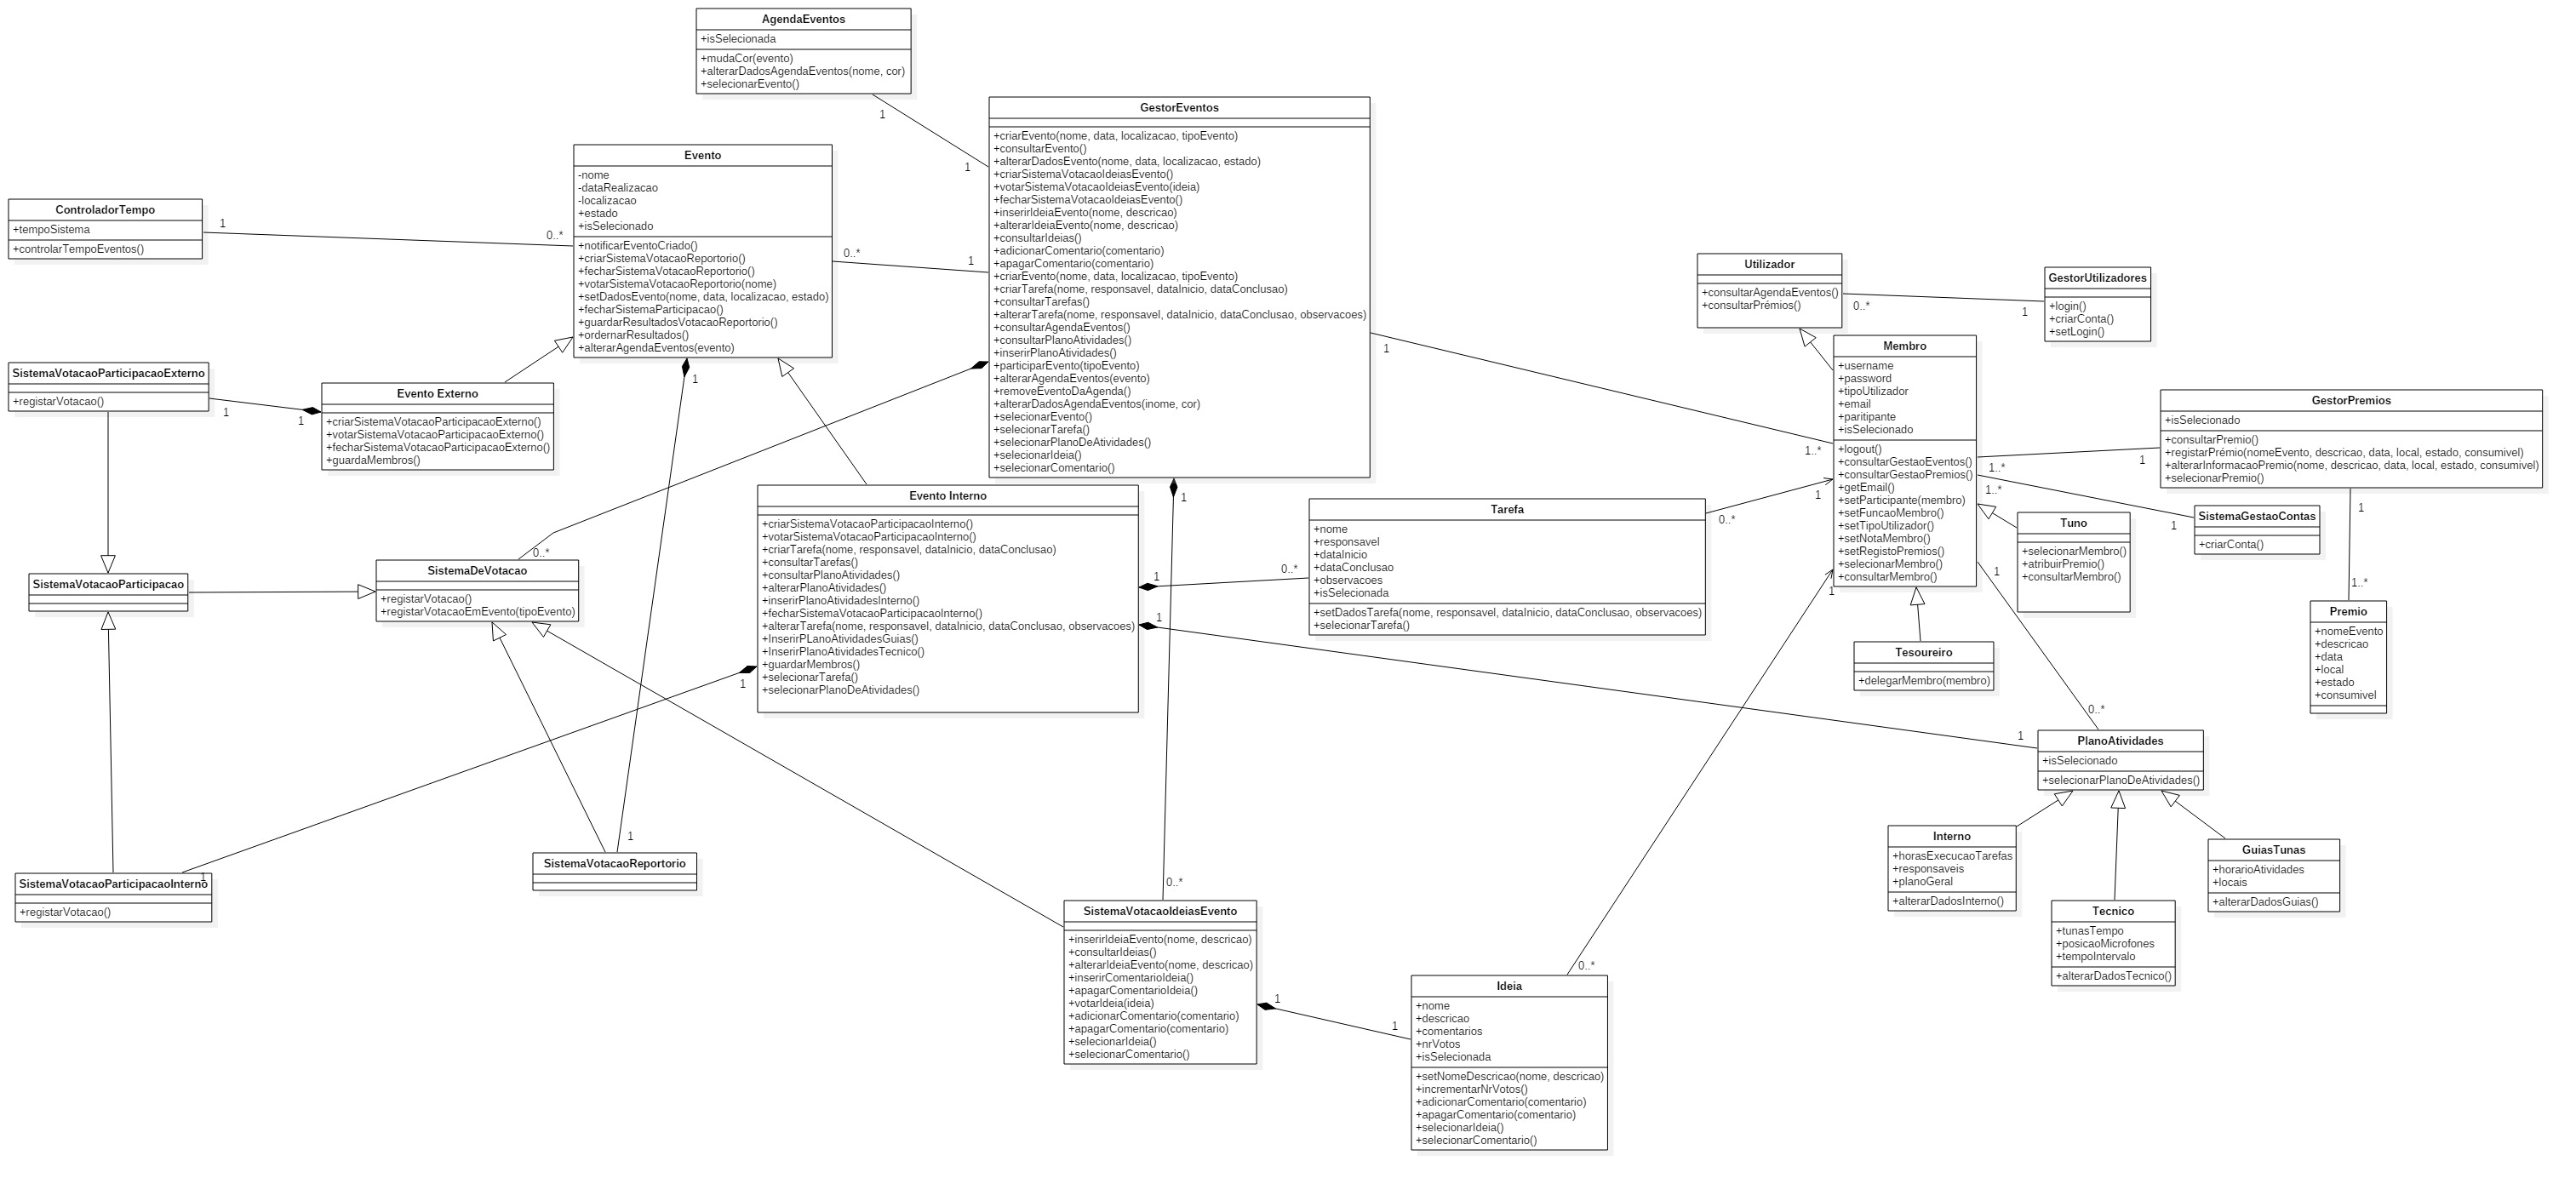 AgendaEventos
+isSelecionada
+mudaCor(evento)
+alterarDadosAgendaEventos(nome, cor)
+selecionarEvento()
1
1
GestorEventos
+criarEvento(nome, data, localizacao, tipoEvento)
+consultarEvento()
+alterarDadosEvento(nome, data, localizacao, estado)
+criarSistemaVotacaoIdeiasEvento()
+votarSistemaVotacaoIdeiasEvento(ideia)
+fecharSistemaVotacaoIdeiasEvento()
+inserirIdeiaEvento(nome, descricao)
+alterarIdeiaEvento(nome, descricao)
+consultarIdeias()
+adicionarComentario(comentario)
+apagarComentario(comentario)
+criarEvento(nome, data, localizacao, tipoEvento)
+criarTarefa(nome, responsavel, dataInicio, dataConclusao)
+consultarTarefas()
+alterarTarefa(nome, responsavel, dataInicio, dataConclusao, observacoes)
+consultarAgendaEventos()
+consultarPlanoAtividades()
+inserirPlanoAtividades()
+participarEvento(tipoEvento)
+alterarAgendaEventos(evento)
+removeEventoDaAgenda()
+alterarDadosAgendaEventos(inome, cor)
+selecionarEvento()
+selecionarTarefa()
+selecionarPlanoDeAtividades()
+selecionarIdeia()
+selecionarComentario()
Evento
-nome
-dataRealizacao
-localizacao
+estado
+isSelecionado
+notificarEventoCriado()
+criarSistemaVotacaoReportorio()
+fecharSistemaVotacaoReportorio()
+votarSistemaVotacaoReportorio(nome)
+setDadosEvento(nome, data, localizacao, estado)
+fecharSistemaParticipacao()
+guardarResultadosVotacaoReportorio()
+ordernarResultados()
+alterarAgendaEventos(evento)
0..*
1
ControladorTempo
+tempoSistema
+controlarTempoEventos()
1
0..*
SistemaVotacaoParticipacaoExterno
+registarVotacao()
1
1
Evento Externo
+criarSistemaVotacaoParticipacaoExterno()
+votarSistemaVotacaoParticipacaoExterno()
+fecharSistemaVotacaoParticipacaoExterno()
+guardaMembros()
1
Utilizador
+consultarAgendaEventos()
+consultarPrémios()
0..*
1
GestorUtilizadores
+login()
+criarConta()
+setLogin()
Membro
+username
+password
+tipoUtilizador
+email
+paritipante
+isSelecionado
+logout()
+consultarGestaoEventos()
+consultarGestaoPremios()
+getEmail()
+setParticipante(membro)
+setFuncaoMembro()
+setTipoUtilizador()
+setNotaMembro()
+setRegistoPremios()
+selecionarMembro()
+consultarMembro()
1
1..*
1..*
1
1..*
1
GestorPremios
+isSelecionado
+consultarPremio()
+registarPrémio(nomeEvento, descricao, data, local, estado, consumivel)
+alterarInformacaoPremio(nome, descricao, data, local, estado, consumivel)
+selecionarPremio()
1
1..*
SistemaGestaoContas
+criarConta()
Tuno
+selecionarMembro()
+atribuirPremio()
+consultarMembro()
Evento Interno
+criarSistemaVotacaoParticipacaoInterno()
+votarSistemaVotacaoParticipacaoInterno()
+criarTarefa(nome, responsavel, dataInicio, dataConclusao)
+consultarTarefas()
+consultarPlanoAtividades()
+alterarPlanoAtividades()
+inserirPlanoAtividadesInterno()
+fecharSistemaVotacaoParticipacaoInterno()
+alterarTarefa(nome, responsavel, dataInicio, dataConclusao, observacoes)
+InserirPLanoAtividadesGuias()
+InserirPlanoAtividadesTecnico()
+guardarMembros()
+selecionarTarefa()
+selecionarPlanoDeAtividades()
1
Tarefa
+nome
+responsavel
+dataInicio
+dataConclusao
+observacoes
+isSelecionada
+setDadosTarefa(nome, responsavel, dataInicio, dataConclusao, observacoes)
+selecionarTarefa()
1
0..*
0..*
1
SistemaVotacaoParticipacao
0..*
SistemaDeVotacao
+registarVotacao()
+registarVotacaoEmEvento(tipoEvento)
1
1
1
1
0..*
1
Tesoureiro
+delegarMembro(membro)
Premio
+nomeEvento
+descricao
+data
+local
+estado
+consumivel
PlanoAtividades
+isSelecionado
+selecionarPlanoDeAtividades()
Interno
+horasExecucaoTarefas
+responsaveis
+planoGeral
+alterarDadosInterno()
Tecnico
+tunasTempo
+posicaoMicrofones
+tempoIntervalo
+alterarDadosTecnico()
GuiasTunas
+horarioAtividades
+locais
+alterarDadosGuias()
1
SistemaVotacaoReportorio
SistemaVotacaoParticipacaoInterno
1
+registarVotacao()
0..*
SistemaVotacaoIdeiasEvento
+inserirIdeiaEvento(nome, descricao)
+consultarIdeias()
+alterarIdeiaEvento(nome, descricao)
+inserirComentarioIdeia()
+apagarComentarioIdeia()
+votarIdeia(ideia)
+adicionarComentario(comentario)
+apagarComentario(comentario)
+selecionarIdeia()
+selecionarComentario()
1
1
0..*
Ideia
+nome
+descricao
+comentarios
+nrVotos
+isSelecionada
+setNomeDescricao(nome, descricao)
+incrementarNrVotos()
+adicionarComentario(comentario)
+apagarComentario(comentario)
+selecionarIdeia()
+selecionarComentario()